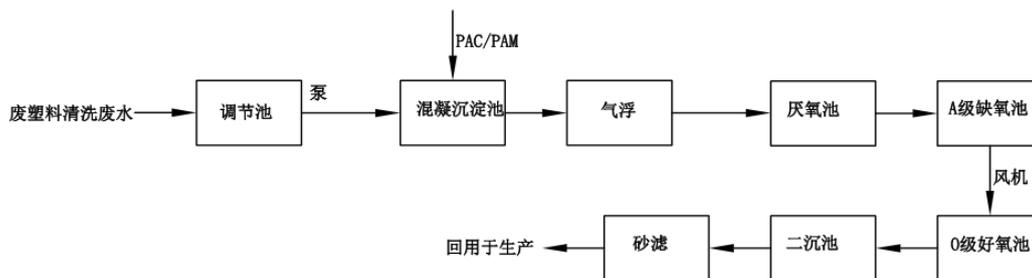 PAC/PAM
废塑料清洗废水
调节池
泵
混凝沉淀池
气浮
厌氧池
A级缺氧池
风机
O级好氧池
二沉池
砂滤
回用于生产